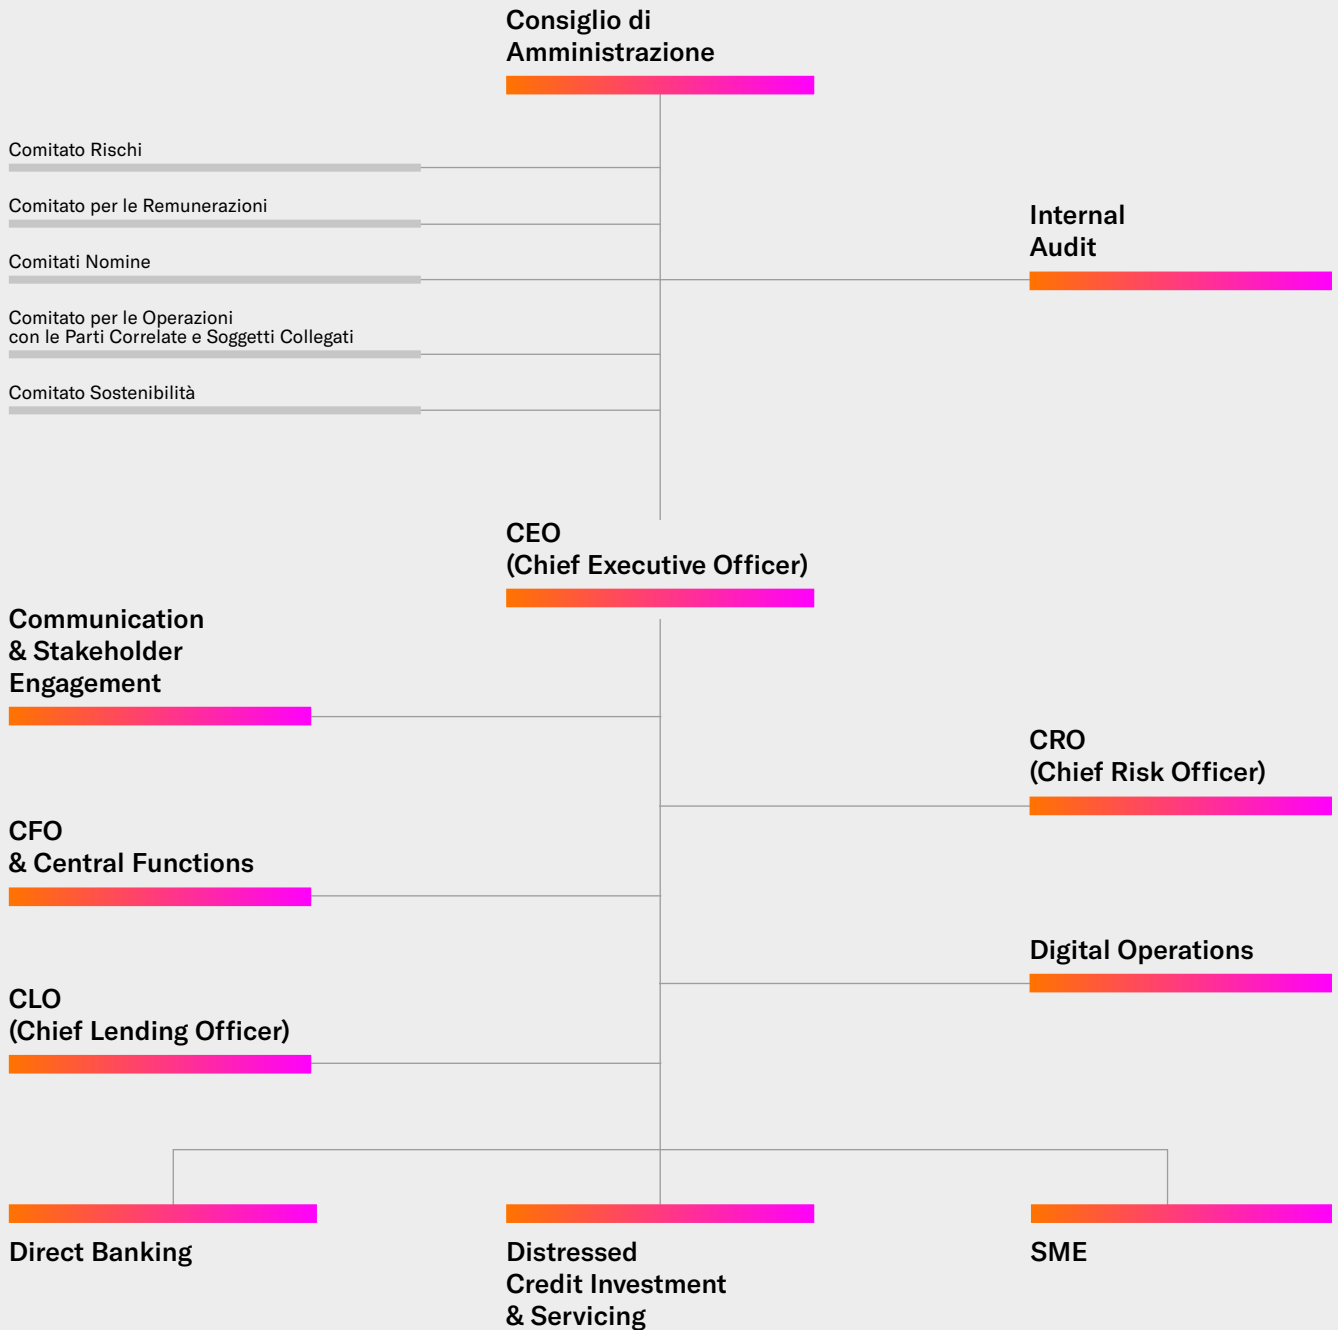 Consiglio di
Amministrazione
Comitato Rischi
Comitato per le Remunerazioni
Comitati Nomine
Comitato per le Operazioni
con le Parti Correlate e Soggetti Collegati
Comitato Sostenibilità
Internal
Audit
CEO
(Chief Executive Officer)
Communication
& Stakeholder
Engagement
CRO
(Chief Risk Officer)
CFO
& Central Functions
Digital Operations
CLO
(Chief Lending Officer)
Direct Banking
Distressed
Credit Investment
& Servicing
SME